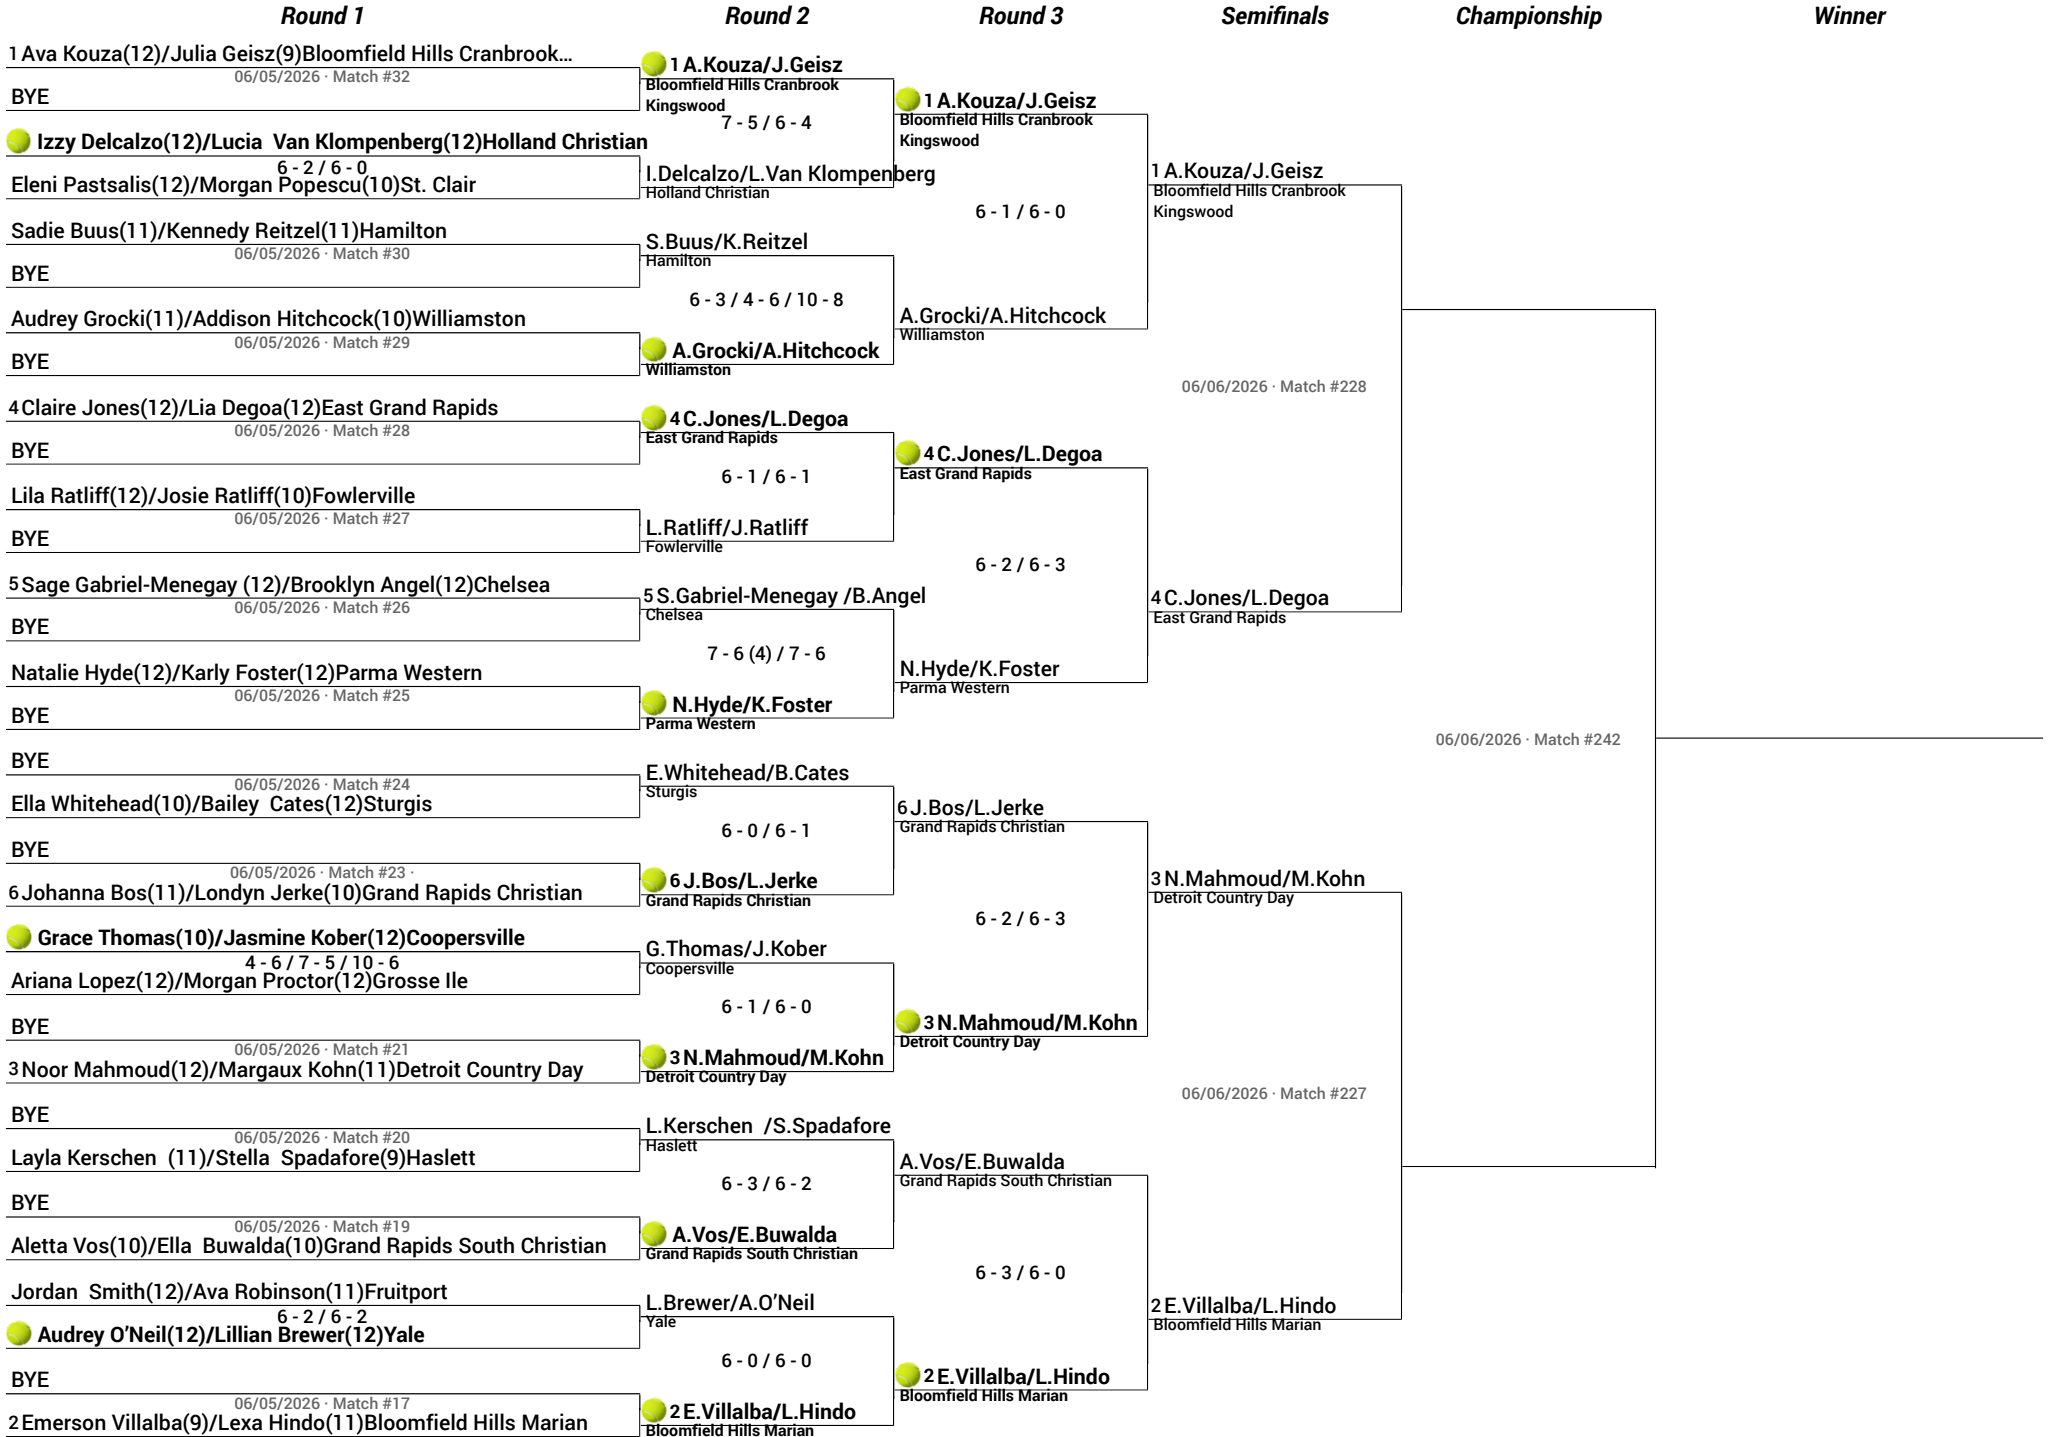 Round 1 Round 2 Round 3 Semifinals Championship Winner
1 Ava Kouza(12)/Julia Geisz(9)Bloomfield Hills Cranbrook...
06/05/2026 · Match #32
BYE
Izzy Delcalzo(12)/Lucia Van Klompenberg(12)Holland Christian
6 - 2 / 6 - 0
Eleni Pastsalis(12)/Morgan Popescu(10)St. Clair
Sadie Buus(11)/Kennedy Reitzel(11)Hamilton
06/05/2026 · Match #30
BYE
Audrey Grocki(11)/Addison Hitchcock(10)Williamston
06/05/2026 · Match #29
BYE
4 Claire Jones(12)/Lia Degoa(12)East Grand Rapids
06/05/2026 · Match #28
BYE
Lila Ratliff(12)/Josie Ratliff(10)Fowlerville
06/05/2026 · Match #27
BYE
5 Sage Gabriel-Menegay (12)/Brooklyn Angel(12)Chelsea
06/05/2026 · Match #26
BYE
Natalie Hyde(12)/Karly Foster(12)Parma Western
06/05/2026 · Match #25
BYE
BYE
06/05/2026 · Match #24
Ella Whitehead(10)/Bailey Cates(12)Sturgis
BYE
06/05/2026 · Match #23 ·
6 Johanna Bos(11)/Londyn Jerke(10)Grand Rapids Christian
Grace Thomas(10)/Jasmine Kober(12)Coopersville
4 - 6 / 7 - 5 / 10 - 6
Ariana Lopez(12)/Morgan Proctor(12)Grosse Ile
BYE
06/05/2026 · Match #21
3 Noor Mahmoud(12)/Margaux Kohn(11)Detroit Country Day
BYE
06/05/2026 · Match #20
Layla Kerschen (11)/Stella Spadafore(9)Haslett
BYE
06/05/2026 · Match #19
Aletta Vos(10)/Ella Buwalda(10)Grand Rapids South Christian
Jordan Smith(12)/Ava Robinson(11)Fruitport
6 - 2 / 6 - 2
Audrey O'Neil(12)/Lillian Brewer(12)Yale
BYE
06/05/2026 · Match #17
2 Emerson Villalba(9)/Lexa Hindo(11)Bloomfield Hills Marian
1 A.Kouza/J.Geisz
Bloomfield Hills Cranbrook
Kingswood
7 - 5 / 6 - 4
I.Delcalzo/L.Van Klompenberg
Holland Christian
S.Buus/K.Reitzel
Hamilton
6 - 3 / 4 - 6 / 10 - 8
A.Grocki/A.Hitchcock
Williamston
4 C.Jones/L.Degoa
East Grand Rapids
6 - 1 / 6 - 1
L.Ratliff/J.Ratliff
Fowlerville
5 S.Gabriel-Menegay /B.Angel
Chelsea
7 - 6 (4) / 7 - 6
N.Hyde/K.Foster
Parma Western
E.Whitehead/B.Cates
Sturgis
6 - 0 / 6 - 1
6 J.Bos/L.Jerke
Grand Rapids Christian
G.Thomas/J.Kober
Coopersville
6 - 1 / 6 - 0
3 N.Mahmoud/M.Kohn
Detroit Country Day
L.Kerschen /S.Spadafore
Haslett
6 - 3 / 6 - 2
A.Vos/E.Buwalda
Grand Rapids South Christian
L.Brewer/A.O'Neil
Yale
6 - 0 / 6 - 0
2 E.Villalba/L.Hindo
Bloomfield Hills Marian
1 A.Kouza/J.Geisz
Bloomfield Hills Cranbrook
Kingswood
6 - 1 / 6 - 0
A.Grocki/A.Hitchcock
Williamston
4 C.Jones/L.Degoa
East Grand Rapids
6 - 2 / 6 - 3
N.Hyde/K.Foster
Parma Western
6 J.Bos/L.Jerke
Grand Rapids Christian
6 - 2 / 6 - 3
3 N.Mahmoud/M.Kohn
Detroit Country Day
A.Vos/E.Buwalda
Grand Rapids South Christian
6 - 3 / 6 - 0
2 E.Villalba/L.Hindo
Bloomfield Hills Marian
1 A.Kouza/J.Geisz
Bloomfield Hills Cranbrook
Kingswood
06/06/2026 · Match #228
4 C.Jones/L.Degoa
East Grand Rapids
3 N.Mahmoud/M.Kohn
Detroit Country Day
06/06/2026 · Match #227
2 E.Villalba/L.Hindo
Bloomfield Hills Marian
06/06/2026 · Match #242